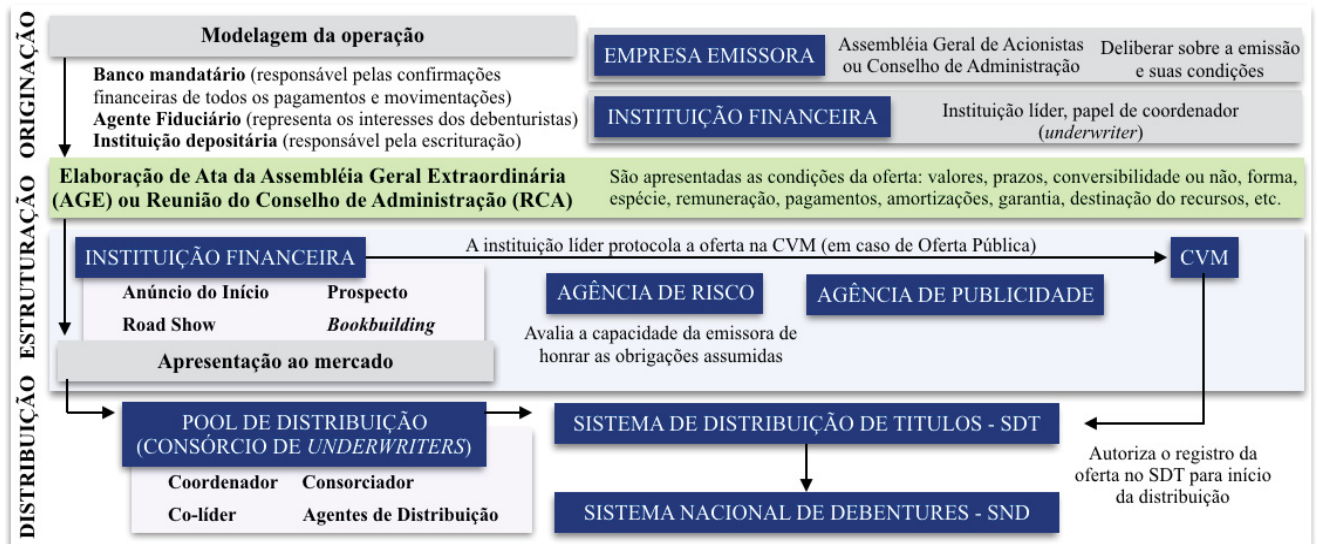 ORIGINAÇÃO
Modelagem da operação
Banco mandatário (responsável pelas confirmações
financeiras de todos os pagamentos e movimentações)
Agente Fiduciário (representa os interesses dos debenturistas)
Instituição depositária (responsável pela escrituração)
EMPRESA EMISSORA
Assembléia Geral de Acionistas
ou Conselho de Administração
Deliberar sobre a emissão
e suas condições
INSTITUIÇÃO FINANCEIRA
Instituição líder, papel de coordenador
(underwriter)
ESTRUTURAÇÃO
Elaboração de Ata da Assembléia Geral Extraordinária
(AGE) ou Reunião do Conselho de Administração (RCA)
São apresentadas as condições da oferta: valores, prazos, conversibilidade ou não, forma,
espécie, remuneração, pagamentos, amortizações, garantia, destinação do recursos, etc.
INSTITUIÇÃO FINANCEIRA
A instituição líder protocola a oferta na CVM (em caso de Oferta Pública)
CVM
Anúncio do Início
Prospecto
Road Show
Bookbuilding
AGÊNCIA DE RISCO
AGÊNCIA DE PUBLICIDADE
Avalia a capacidade da emissora de
honrar as obrigações assumidas
Apresentação ao mercado
DISTRIBUIÇÃO
POOL DE DISTRIBUIÇÃO
(CONSÓRCIO DE UNDERWRITERS)
Coordenador
Consorciador
Co-líder
Agentes de Distribuição
SISTEMA DE DISTRIBUIÇÃO DE TITULOS - SDT
SISTEMA NACIONAL DE DEBENTURES - SND
Autoriza o registro da
oferta no SDT para início
da distribuição